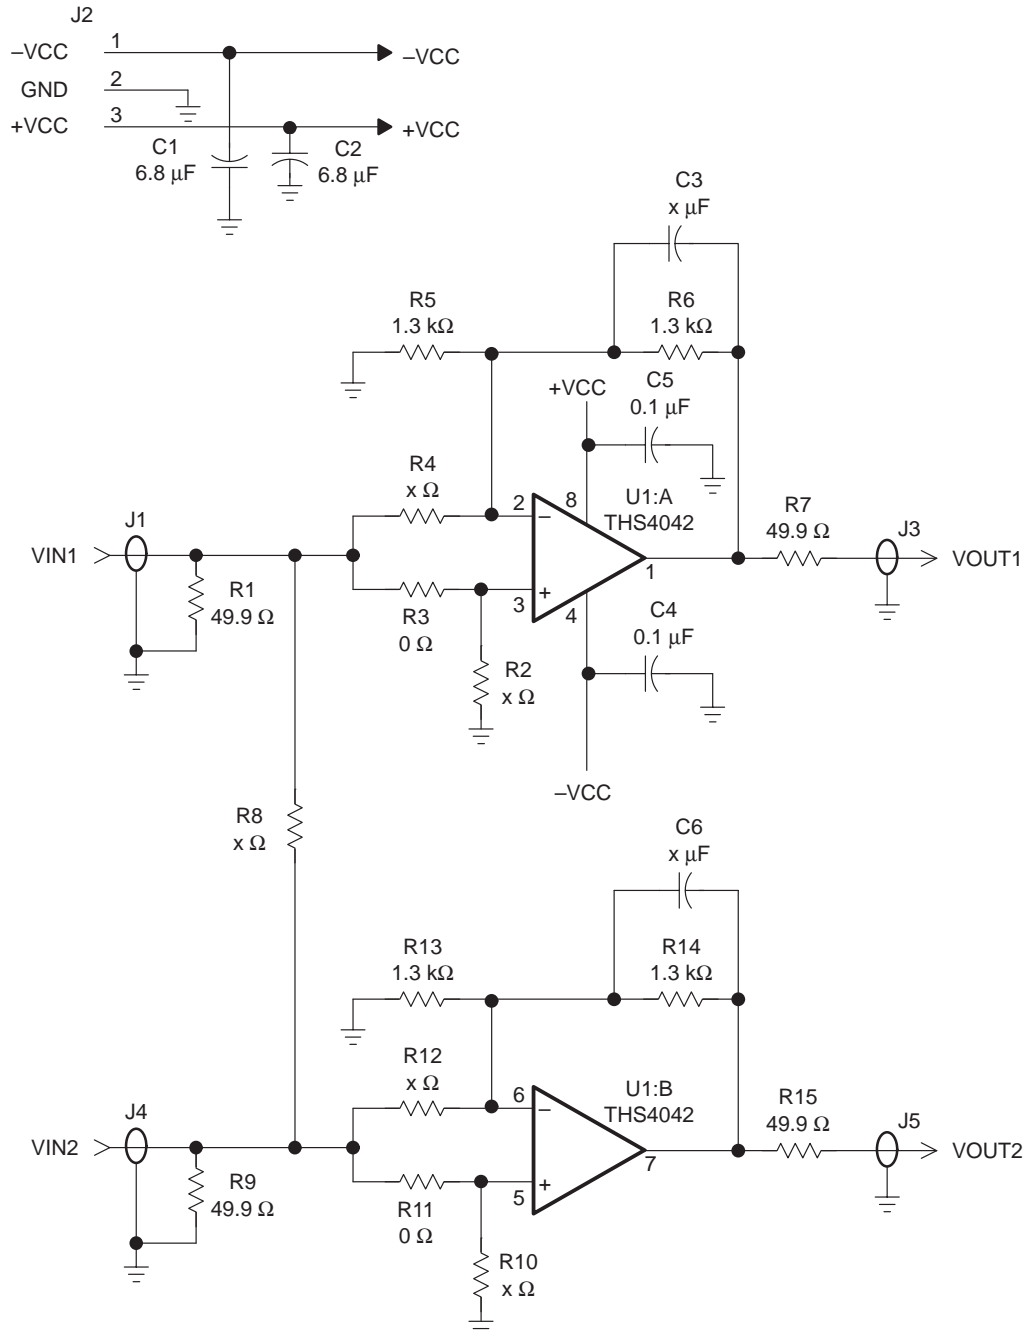 J2
–VCC 1 –VCC
GND 2
+VCC 3 +VCC
C1
6.8 µF
C2
6.8 µF
C3
x µF
R5
1.3 kΩ
R6
1.3 kΩ
+VCC
C5
0.1 µF
R4
x Ω
2
8
U1:A
THS4042
R7
49.9 Ω
J1
J3
VIN1
–
1
VOUT1
R1
49.9 Ω
R3
0 Ω
3
+
4
C4
0.1 µF
R2
x Ω
–VCC
R8
x Ω
C6
x µF
R13
1.3 kΩ
R14
1.3 kΩ
R12
x Ω
6
–
U1:B
THS4042
R15
49.9 Ω
J4
J5
VIN2
7
VOUT2
R9
49.9 Ω
R11
0 Ω
5
+
R10
x Ω